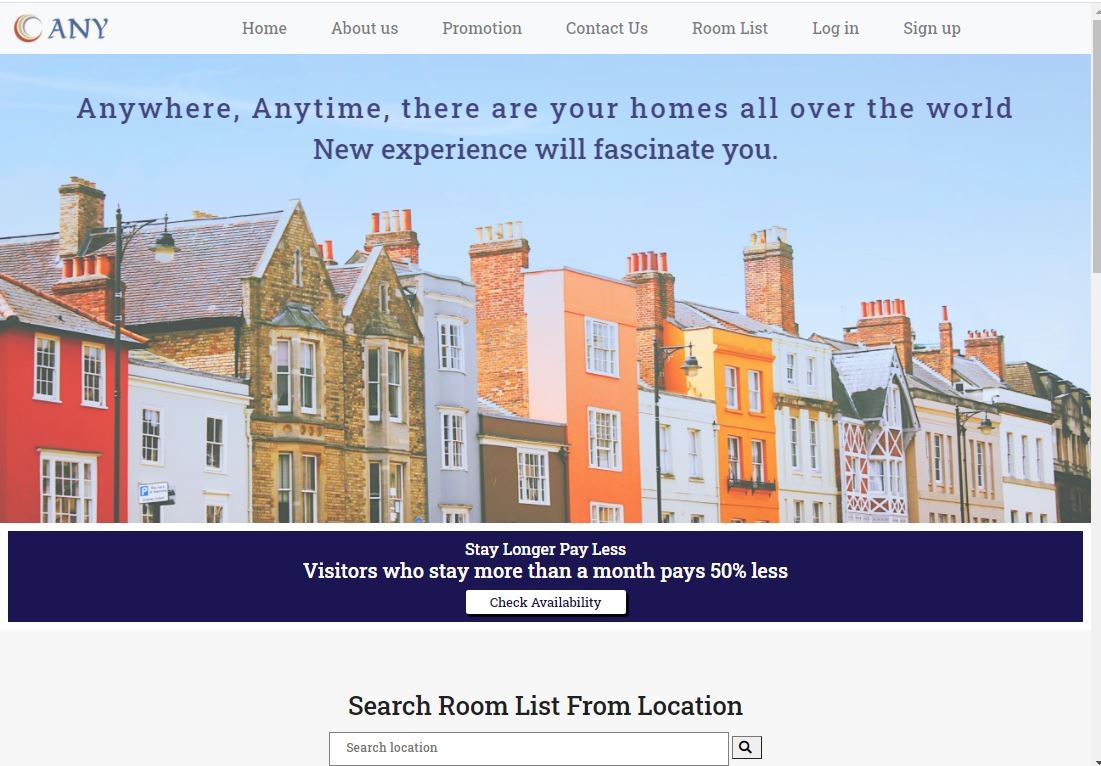 ANY
Home About us Promotion Contact Us Room List Log in Sign up
Anywhere, Anytime, there are your homes all over the world
New experience will fascinate you.
Stay Longer Pay Less
Visitors who stay more than a month pays 50% less
Check Availability
Search Room List From Location
Search location